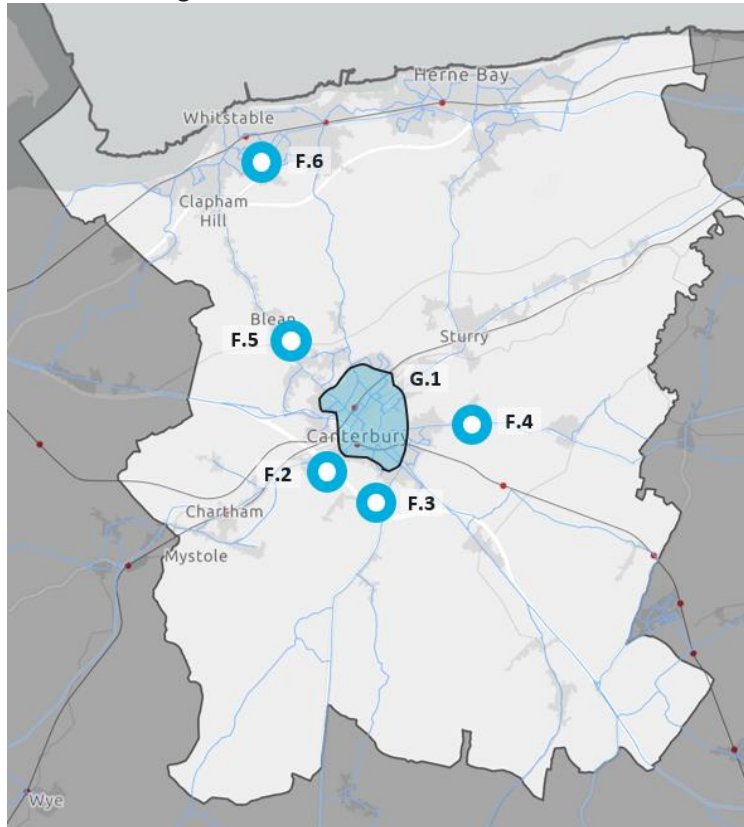 Herne Bay
Whitstable
F.6
Clapham
Hill
Blean
F.5
Sturry
G.1
F.4
Canterbury
F.2
F.3
Chartham
Mystole
Wye